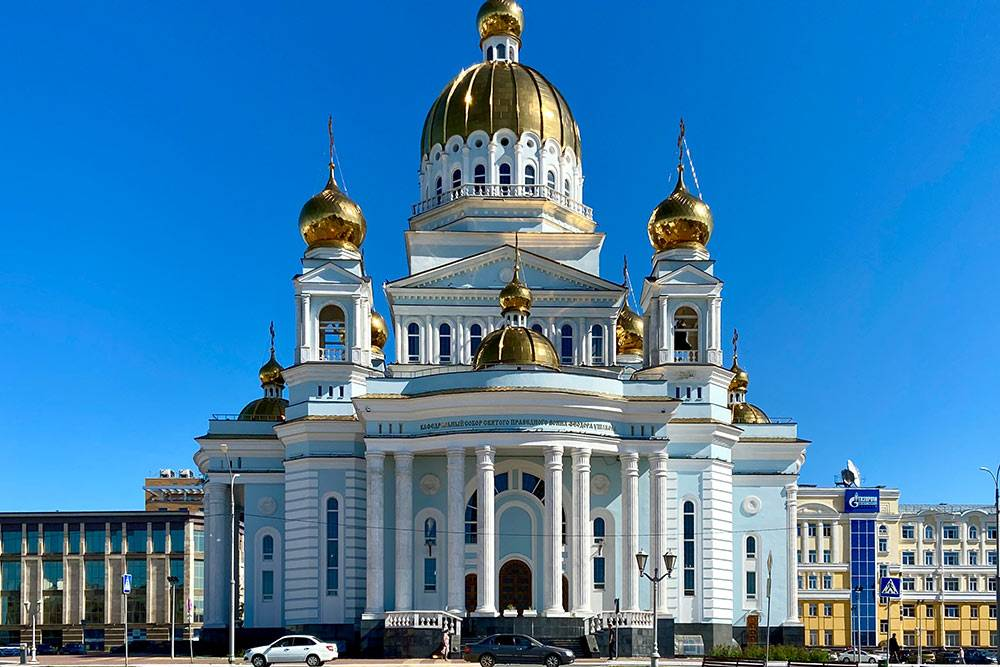 КАФЕДРАЛЬНЫЙ СОБОР СВЯТОГО ПРАВЕДНОГО ВОИНА ФЕОДОРА УШАКОВА
ГАЗПРОМ